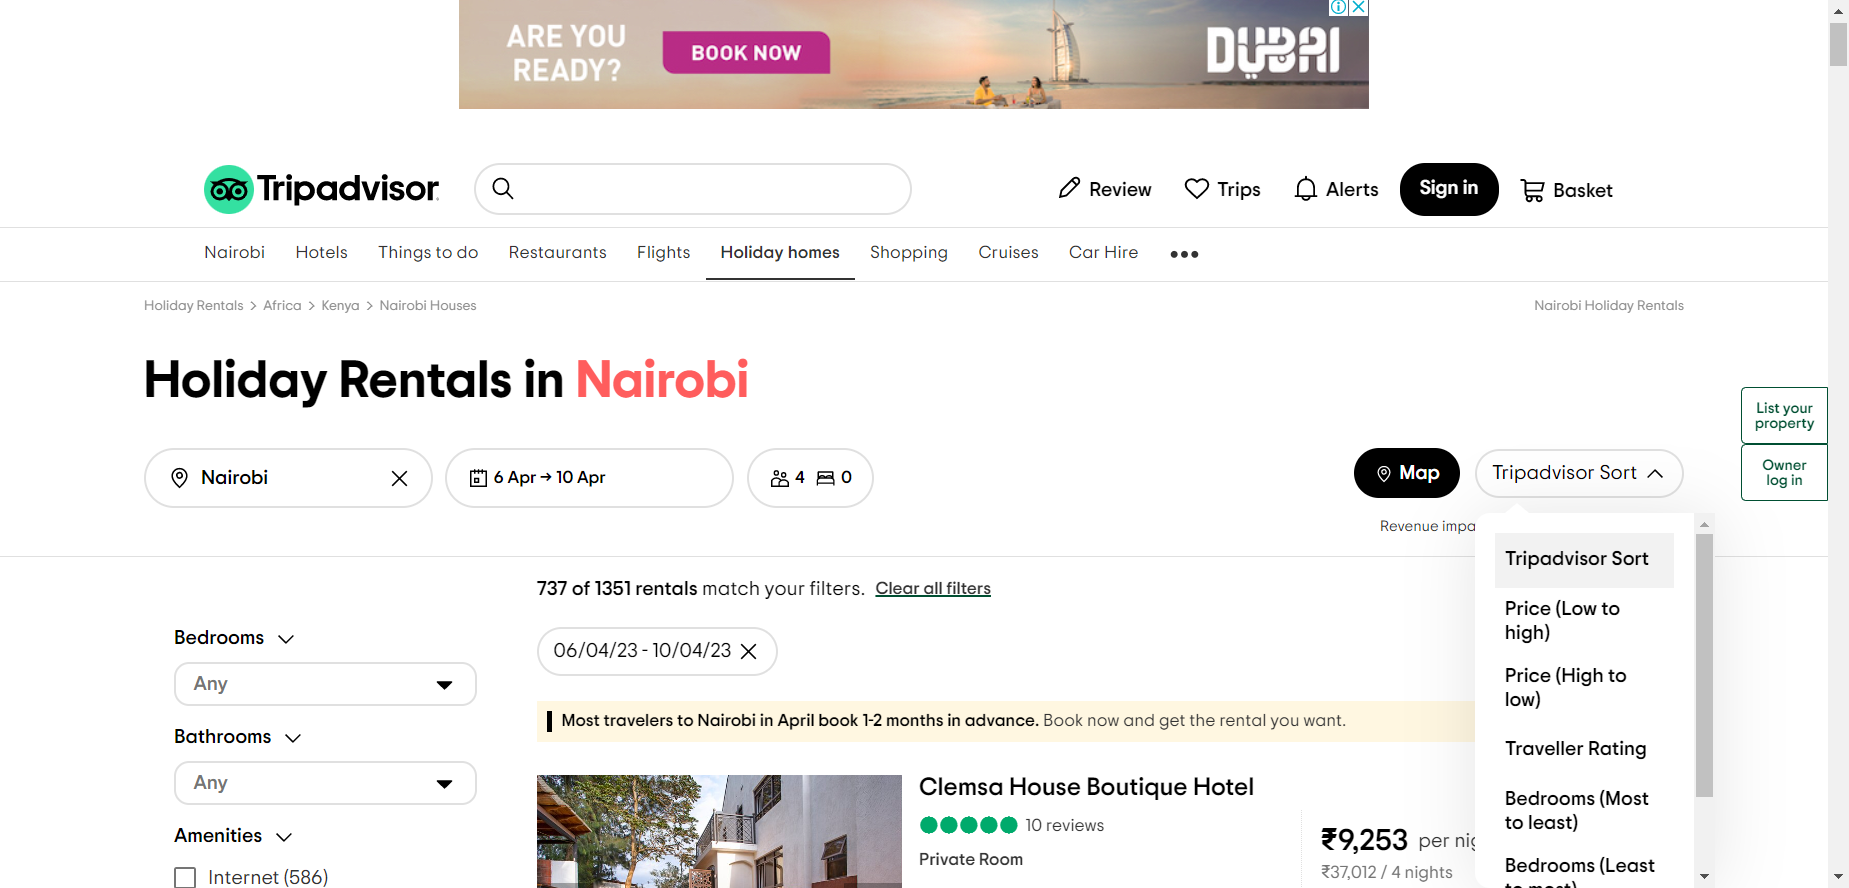 ARE YOU
READY?
BOOK NOW
DUBAI
Tripadvisor
Review
Trips
Alerts
Sign in
Basket
Nairobi
Hotels
Things to do
Restaurants
Flights
Holiday homes
Shopping
Cruises
Car Hire
Holiday Rentals > Africa > Kenya > Nairobi Houses
Nairobi Holiday Rentals
Holiday Rentals in Nairobi
List your
property
Owner
log in
Nairobi
6 Apr → 10 Apr
4
0
Map
Tripadvisor Sort
Revenue impa
Tripadvisor Sort
Price (Low to
high)
Price (High to
low)
Traveller Rating
Bedrooms (Most
to least)
Bedrooms (Least
to most)
737 of 1351 rentals match your filters. Clear all filters
06/04/23 - 10/04/23
Most travelers to Nairobi in April book 1-2 months in advance. Book now and get the rental you want.
Bedrooms
Any
Bathrooms
Any
Amenities
Internet (586)
Clemsa House Boutique Hotel
10 reviews
Private Room
₹9,253 per nig
₹37,012 / 4 nights